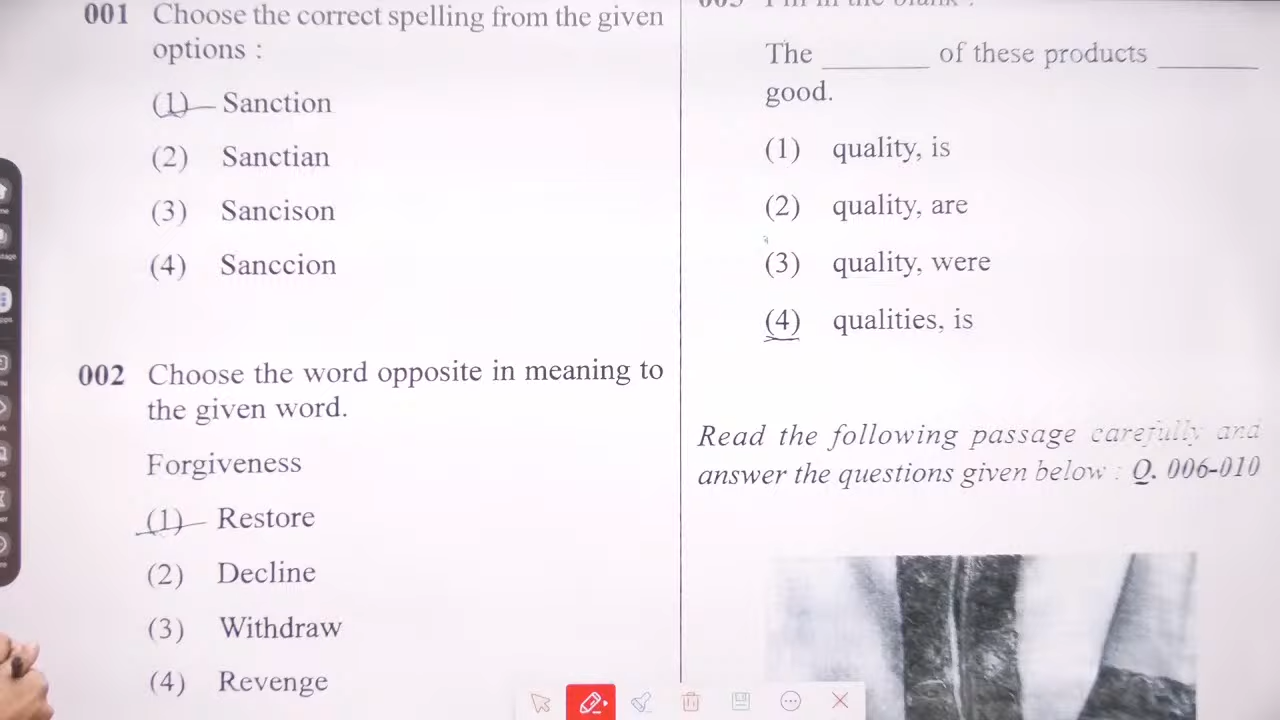 001 Choose the correct spelling from the given
options :
(1) Sanction
(2) Sanctian
(3) Sancison
(4) Sanccion
002 Choose the word opposite in meaning to
the given word.
Forgiveness
(1) Restore
(2) Decline
(3) Withdraw
(4) Revenge
The ________ of these products ________
good.
(1) quality, is
(2) quality, are
(3) quality, were
(4) qualities, is
Read the following passage carefully and
answer the questions given below : Q. 006-010